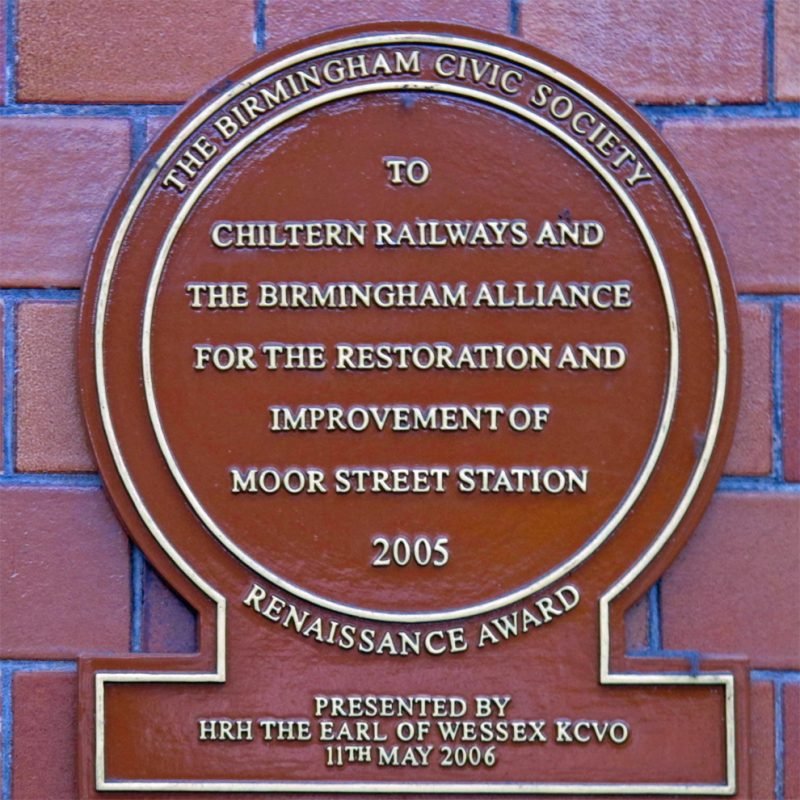 THE BIRMINGHAM CIVIC SOCIETY
TO
CHILTERN RAILWAYS AND
THE BIRMINGHAM ALLIANCE
FOR THE RESTORATION AND
IMPROVEMENT OF
MOOR STREET STATION
2005
RENAISSANCE AWARD
PRESENTED BY
HRH THE EARL OF WESSEX KCVO
11TH MAY 2006